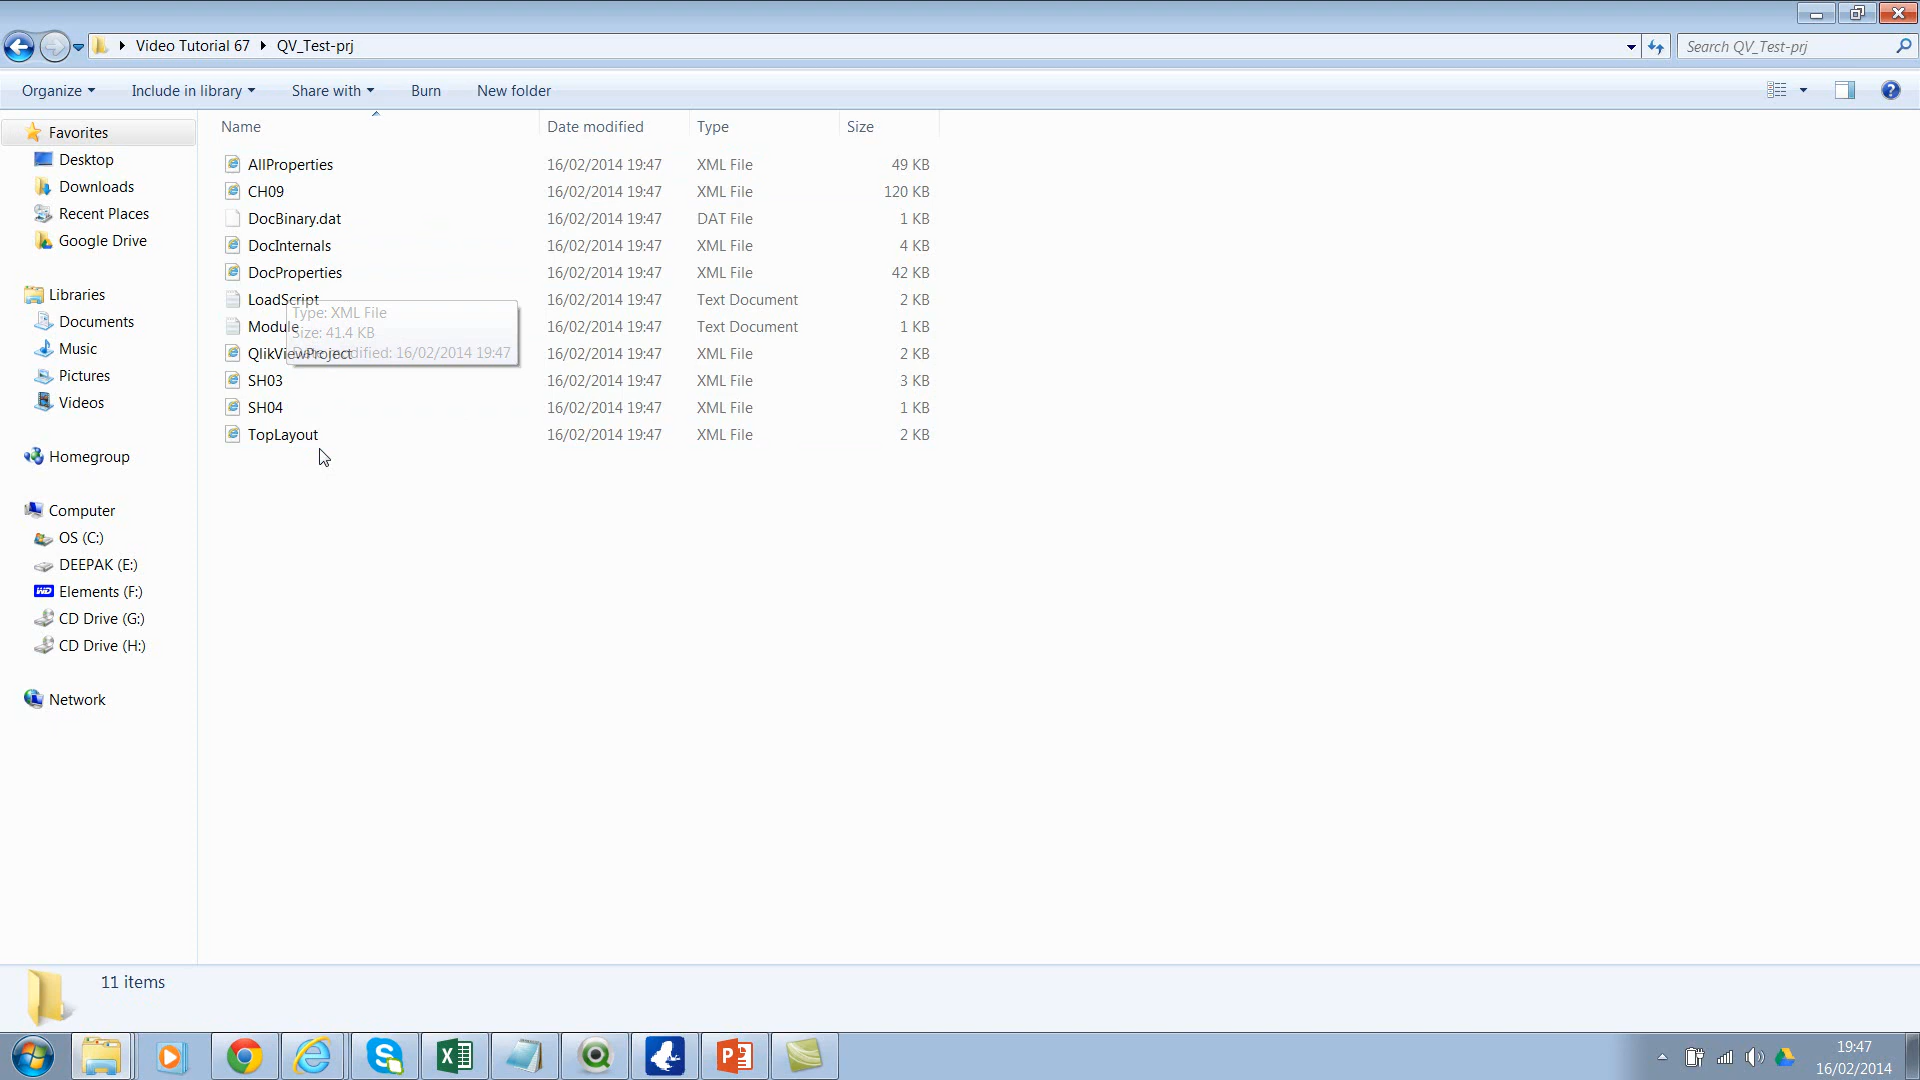 Video Tutorial 67 QV_Test-prj
Search QV_Test-prj
Organize Include in library Share with Burn New folder
Name Date modified Type Size
Favorites
Desktop
Downloads
Recent Places
Google Drive
Libraries
Documents
Music
Pictures
Videos
Homegroup
Computer
OS (C:)
DEEPAK (E:)
Elements (F:)
CD Drive (G:)
CD Drive (H:)
Network
AllProperties 16/02/2014 19:47 XML File 49 KB
CH09 16/02/2014 19:47 XML File 120 KB
DocBinary.dat 16/02/2014 19:47 DAT File 1 KB
DocInternals 16/02/2014 19:47 XML File 4 KB
DocProperties 16/02/2014 19:47 XML File 42 KB
LoadScript 16/02/2014 19:47 Text Document 2 KB
Module 16/02/2014 19:47 Text Document 1 KB
QlikViewProject 16/02/2014 19:47 XML File 2 KB
SH03 16/02/2014 19:47 XML File 3 KB
SH04 16/02/2014 19:47 XML File 1 KB
TopLayout 16/02/2014 19:47 XML File 2 KB
Type: XML File
Size: 41.4 KB
Date modified: 16/02/2014 19:47
11 items
19:47
16/02/2014